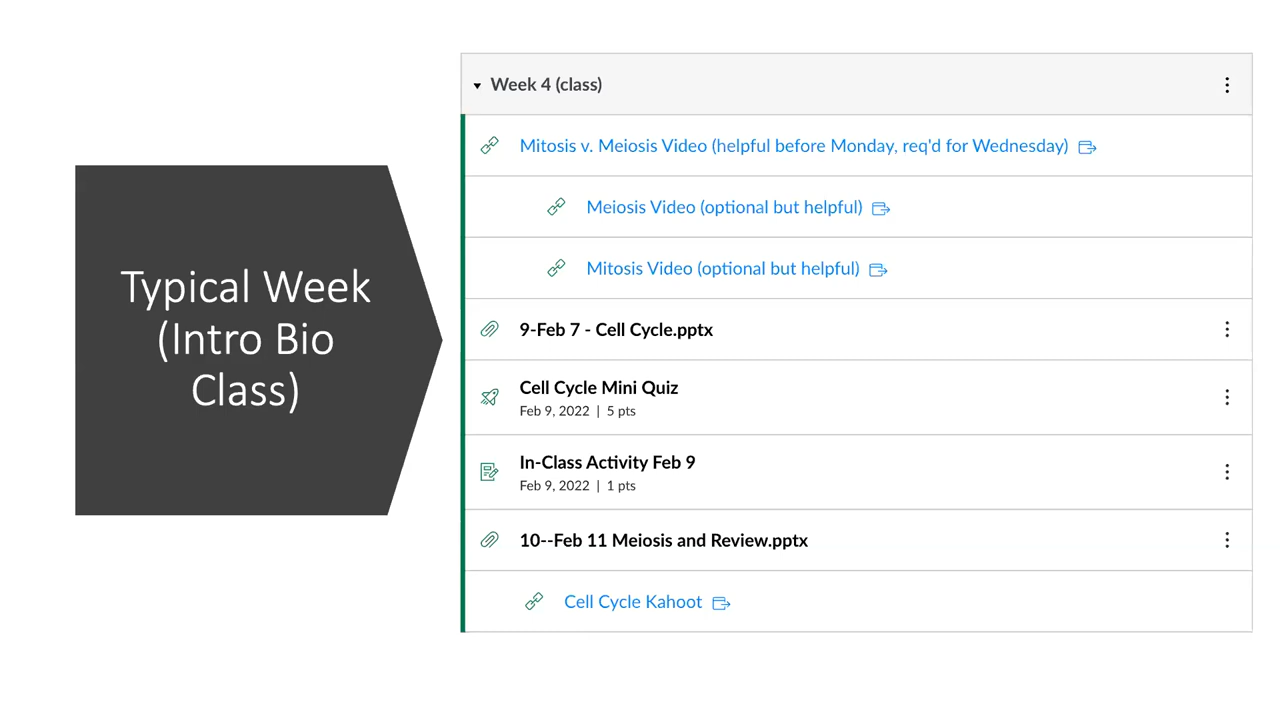 Typical Week
(Intro Bio
Class)
Week 4 (class)
Mitosis v. Meiosis Video (helpful before Monday, req'd for Wednesday)
Meiosis Video (optional but helpful)
Mitosis Video (optional but helpful)
9-Feb 7 - Cell Cycle.pptx
Cell Cycle Mini Quiz
Feb 9, 2022 | 5 pts
In-Class Activity Feb 9
Feb 9, 2022 | 1 pts
10--Feb 11 Meiosis and Review.pptx
Cell Cycle Kahoot